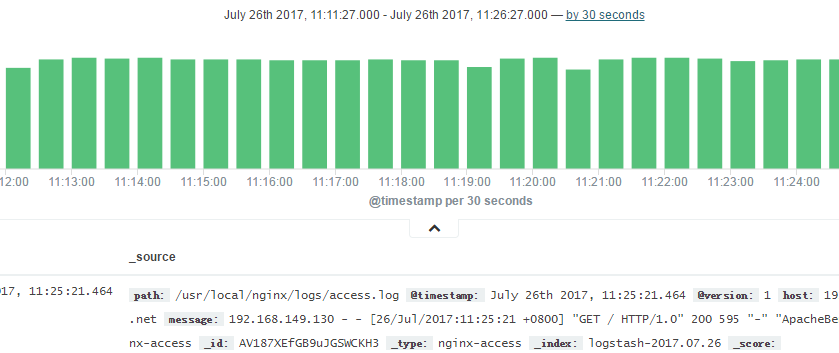 July 26th 2017, 11:11:27.000 - July 26th 2017, 11:26:27.000 — by 30 seconds
12:00 11:13:00 11:14:00 11:15:00 11:16:00 11:17:00 11:18:00 11:19:00 11:20:00 11:21:00 11:22:00 11:23:00 11:24:00
@timestamp per 30 seconds
_source
17, 11:25:21.464 path: /usr/local/nginx/logs/access.log @timestamp: July 26th 2017, 11:25:21.464 @version: 1 host: 19
.net message: 192.168.149.130 - - [26/Jul/2017:11:25:21 +0800] "GET / HTTP/1.0" 200 595 "-" "ApacheBe
nx-access _id: AV187XEfGB9uJGSWCKH3 _type: nginx-access _index: logstash-2017.07.26 _score: